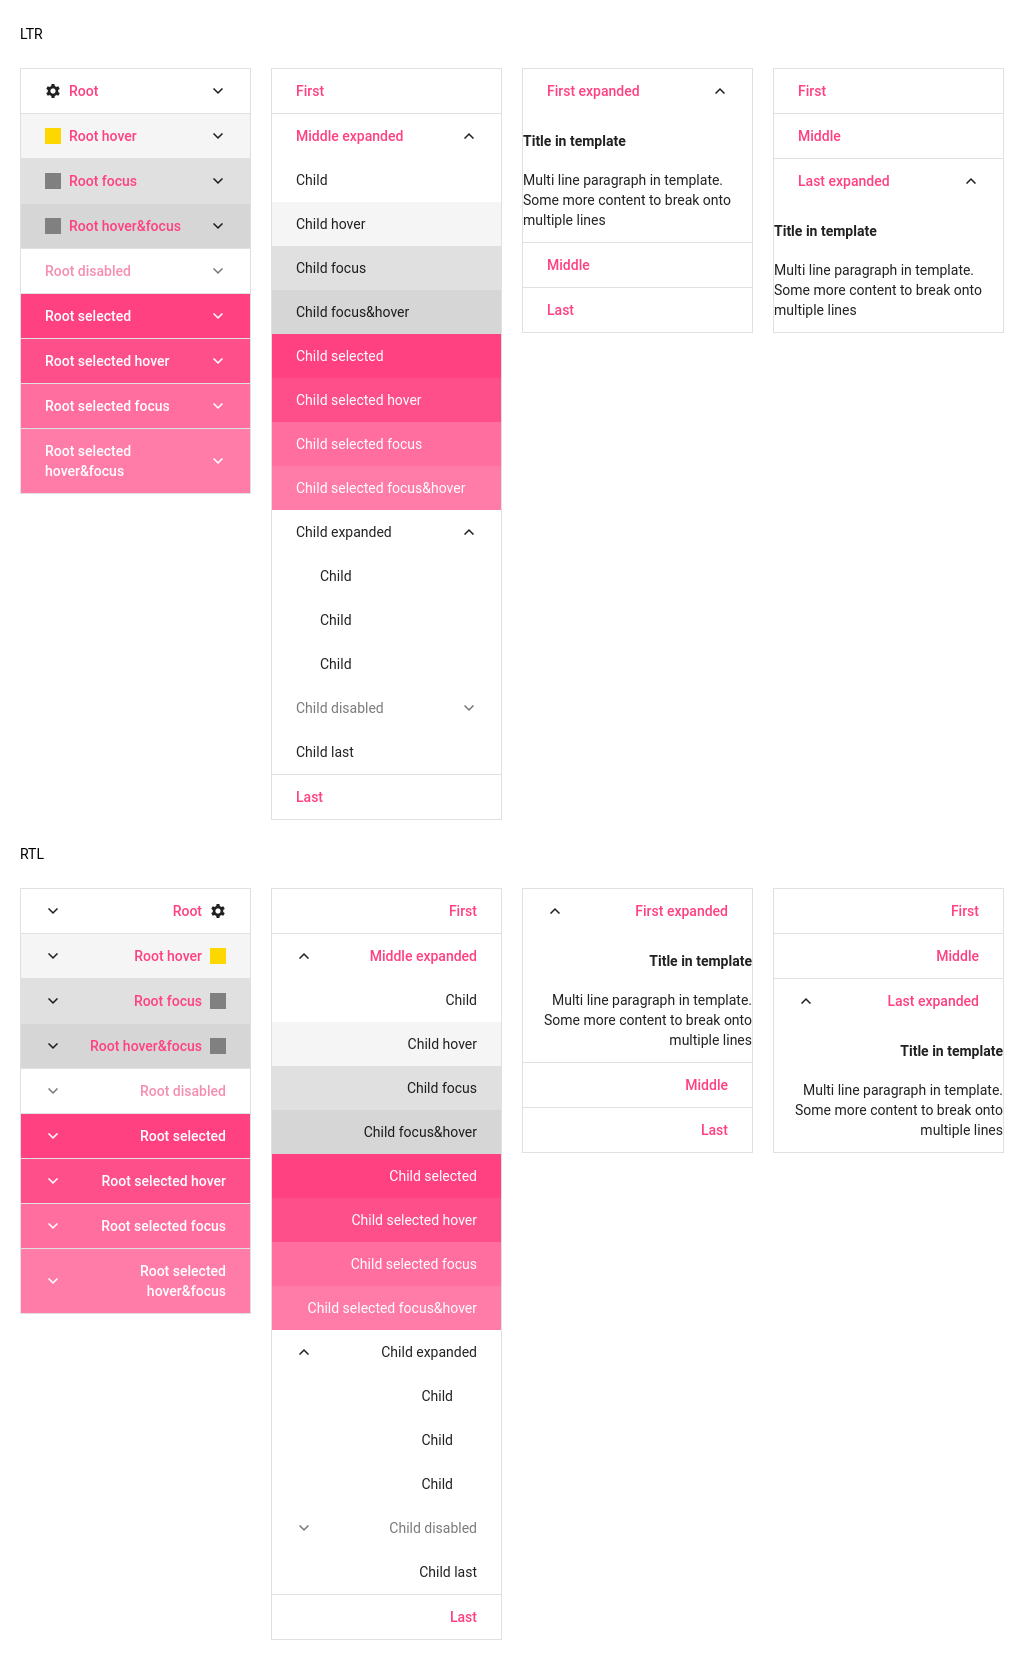 LTR
Root
Root hover
Root focus
Root hover&focus
Root disabled
Root selected
Root selected hover
Root selected focus
Root selected
hover&focus
First
Middle expanded
Child
Child hover
Child focus
Child focus&hover
Child selected
Child selected hover
Child selected focus
Child selected focus&hover
Child expanded
Child
Child
Child
Child disabled
Child last
Last
First expanded
Title in template
Multi line paragraph in template.
Some more content to break onto
multiple lines
Middle
Last
First
Middle
Last expanded
Title in template
Multi line paragraph in template.
Some more content to break onto
multiple lines
RTL
Root
Root hover
Root focus
Root hover&focus
Root disabled
Root selected
Root selected hover
Root selected focus
Root selected
hover&focus
First
Middle expanded
Child
Child hover
Child focus
Child focus&hover
Child selected
Child selected hover
Child selected focus
Child selected focus&hover
Child expanded
Child
Child
Child
Child disabled
Child last
Last
First expanded
Title in template
Multi line paragraph in template.
Some more content to break onto
multiple lines
Middle
Last
First
Middle
Last expanded
Title in template
Multi line paragraph in template.
Some more content to break onto
multiple lines